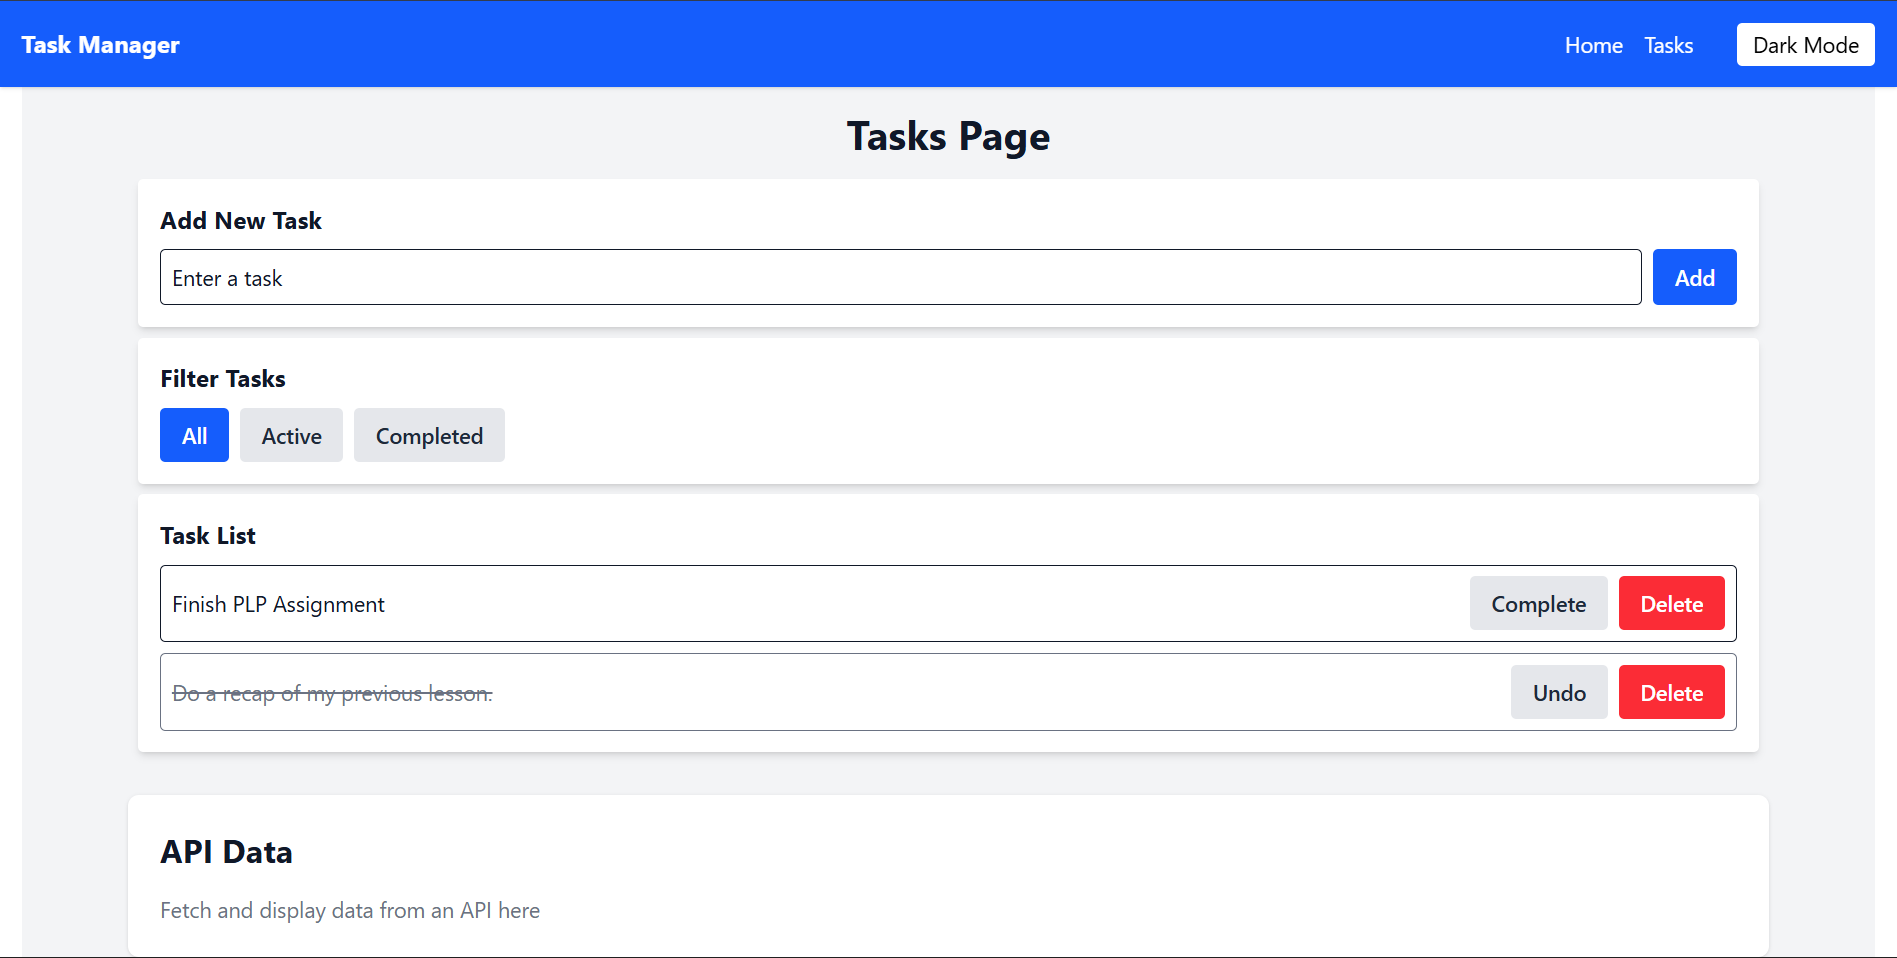 Task Manager
Home Tasks Dark Mode
Tasks Page
Add New Task
Enter a task Add
Filter Tasks
All Active Completed
Task List
Finish PLP Assignment Complete Delete
Do a recap of my previous lesson. Undo Delete
API Data
Fetch and display data from an API here